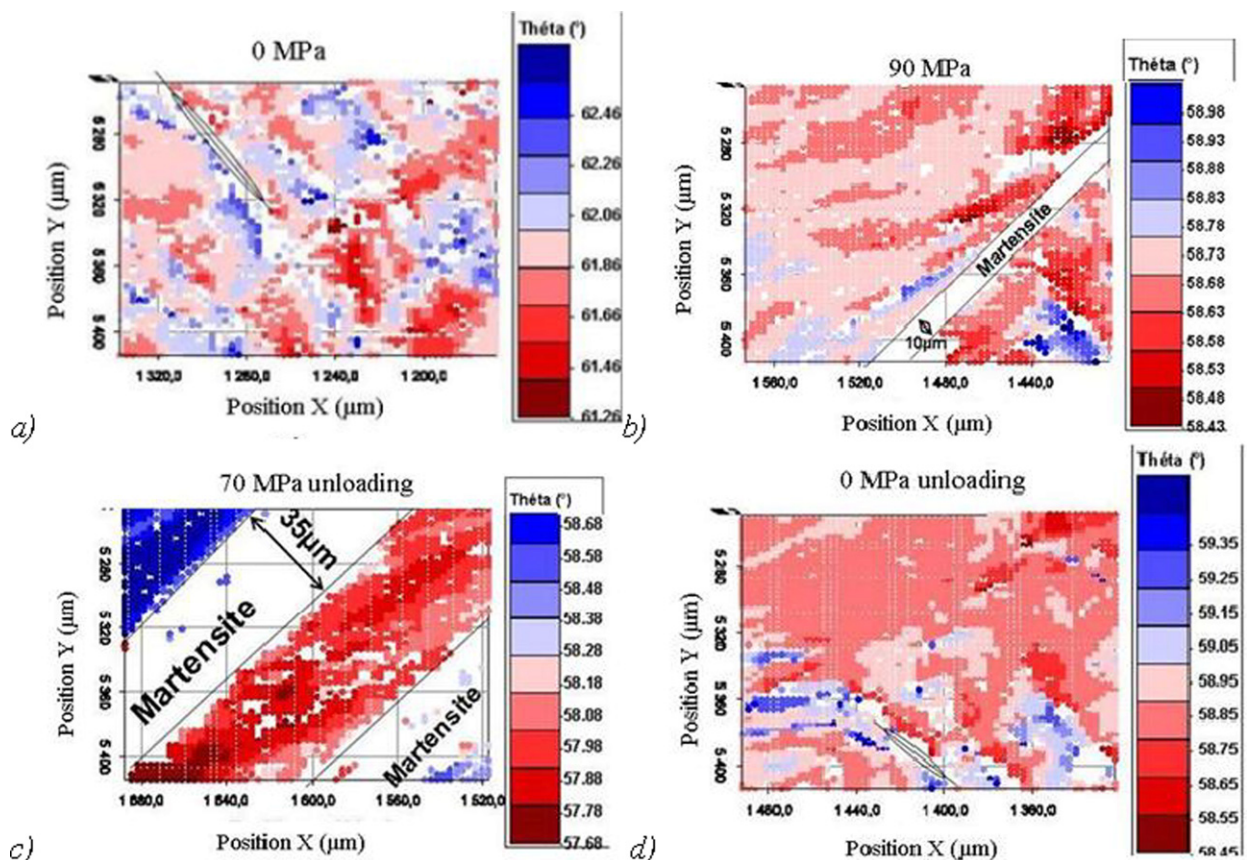 0 MPa
Théta (°)
62.46
62.26
62.06
61.86
61.66
61.46
61.26
Position Y (µm)
5 280
5 320
5 360
5 400
1 320,0
1 280,0
1 240,0
1 200,0
Position X (µm)
a)
90 MPa
Théta (°)
58.98
58.93
58.88
58.83
58.78
58.73
58.68
58.63
58.58
58.53
58.48
58.43
Position Y (µm)
5 280
5 320
5 360
5 400
Martensite
10µm
1 560,0
1 520,0
1 480,0
1 440,0
Position X (µm)
b)
70 MPa unloading
Théta (°)
58.68
58.58
58.48
58.38
58.28
58.18
58.08
57.98
57.88
57.78
57.68
Position Y (µm)
5 280
5 320
5 360
5 400
35µm
Martensite
Martensite
1 680,0
1 640,0
1 600,0
1 560,0
1 520,0
Position X (µm)
c)
0 MPa unloading
Théta (°)
59.35
59.25
59.15
59.05
58.95
58.85
58.75
58.65
58.55
58.45
Position Y (µm)
5 280
5 320
5 360
5 400
1 480,0
1 440,0
1 400,0
1 360,0
Position X (µm)
d)